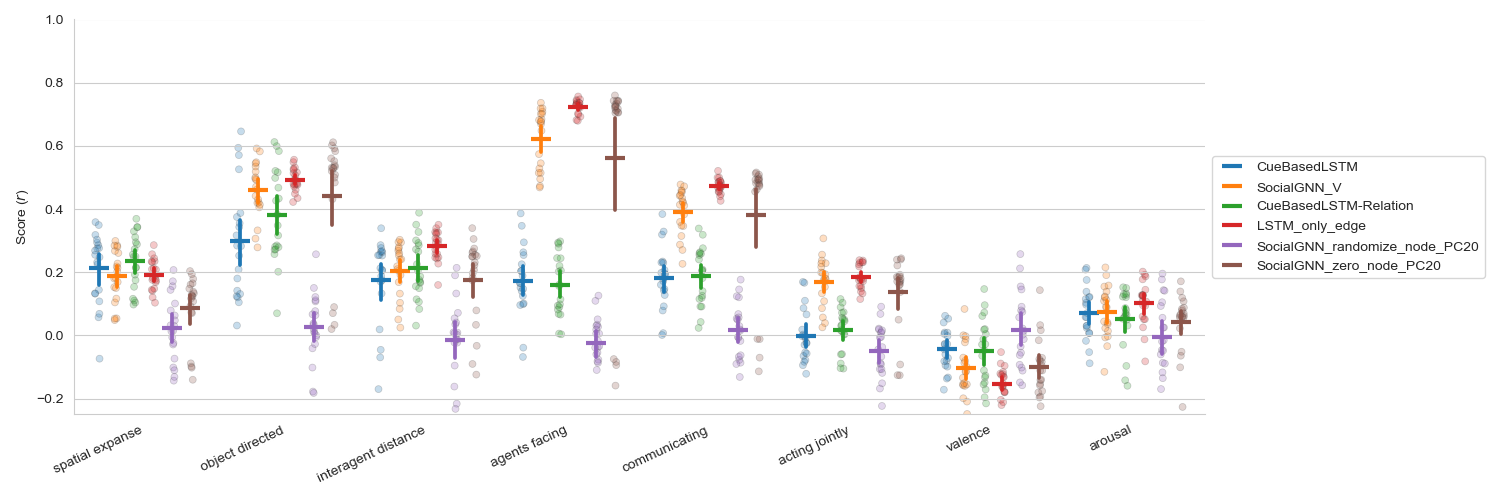 1.0
0.8
0.6
0.4
0.2
0.0
−0.2
Score (r)
spatial expanse
object directed
interagent distance
agents facing
communicating
acting jointly
valence
arousal
CueBasedLSTM
SocialGNN_V
CueBasedLSTM-Relation
LSTM_only_edge
SocialGNN_randomize_node_PC20
SocialGNN_zero_node_PC20